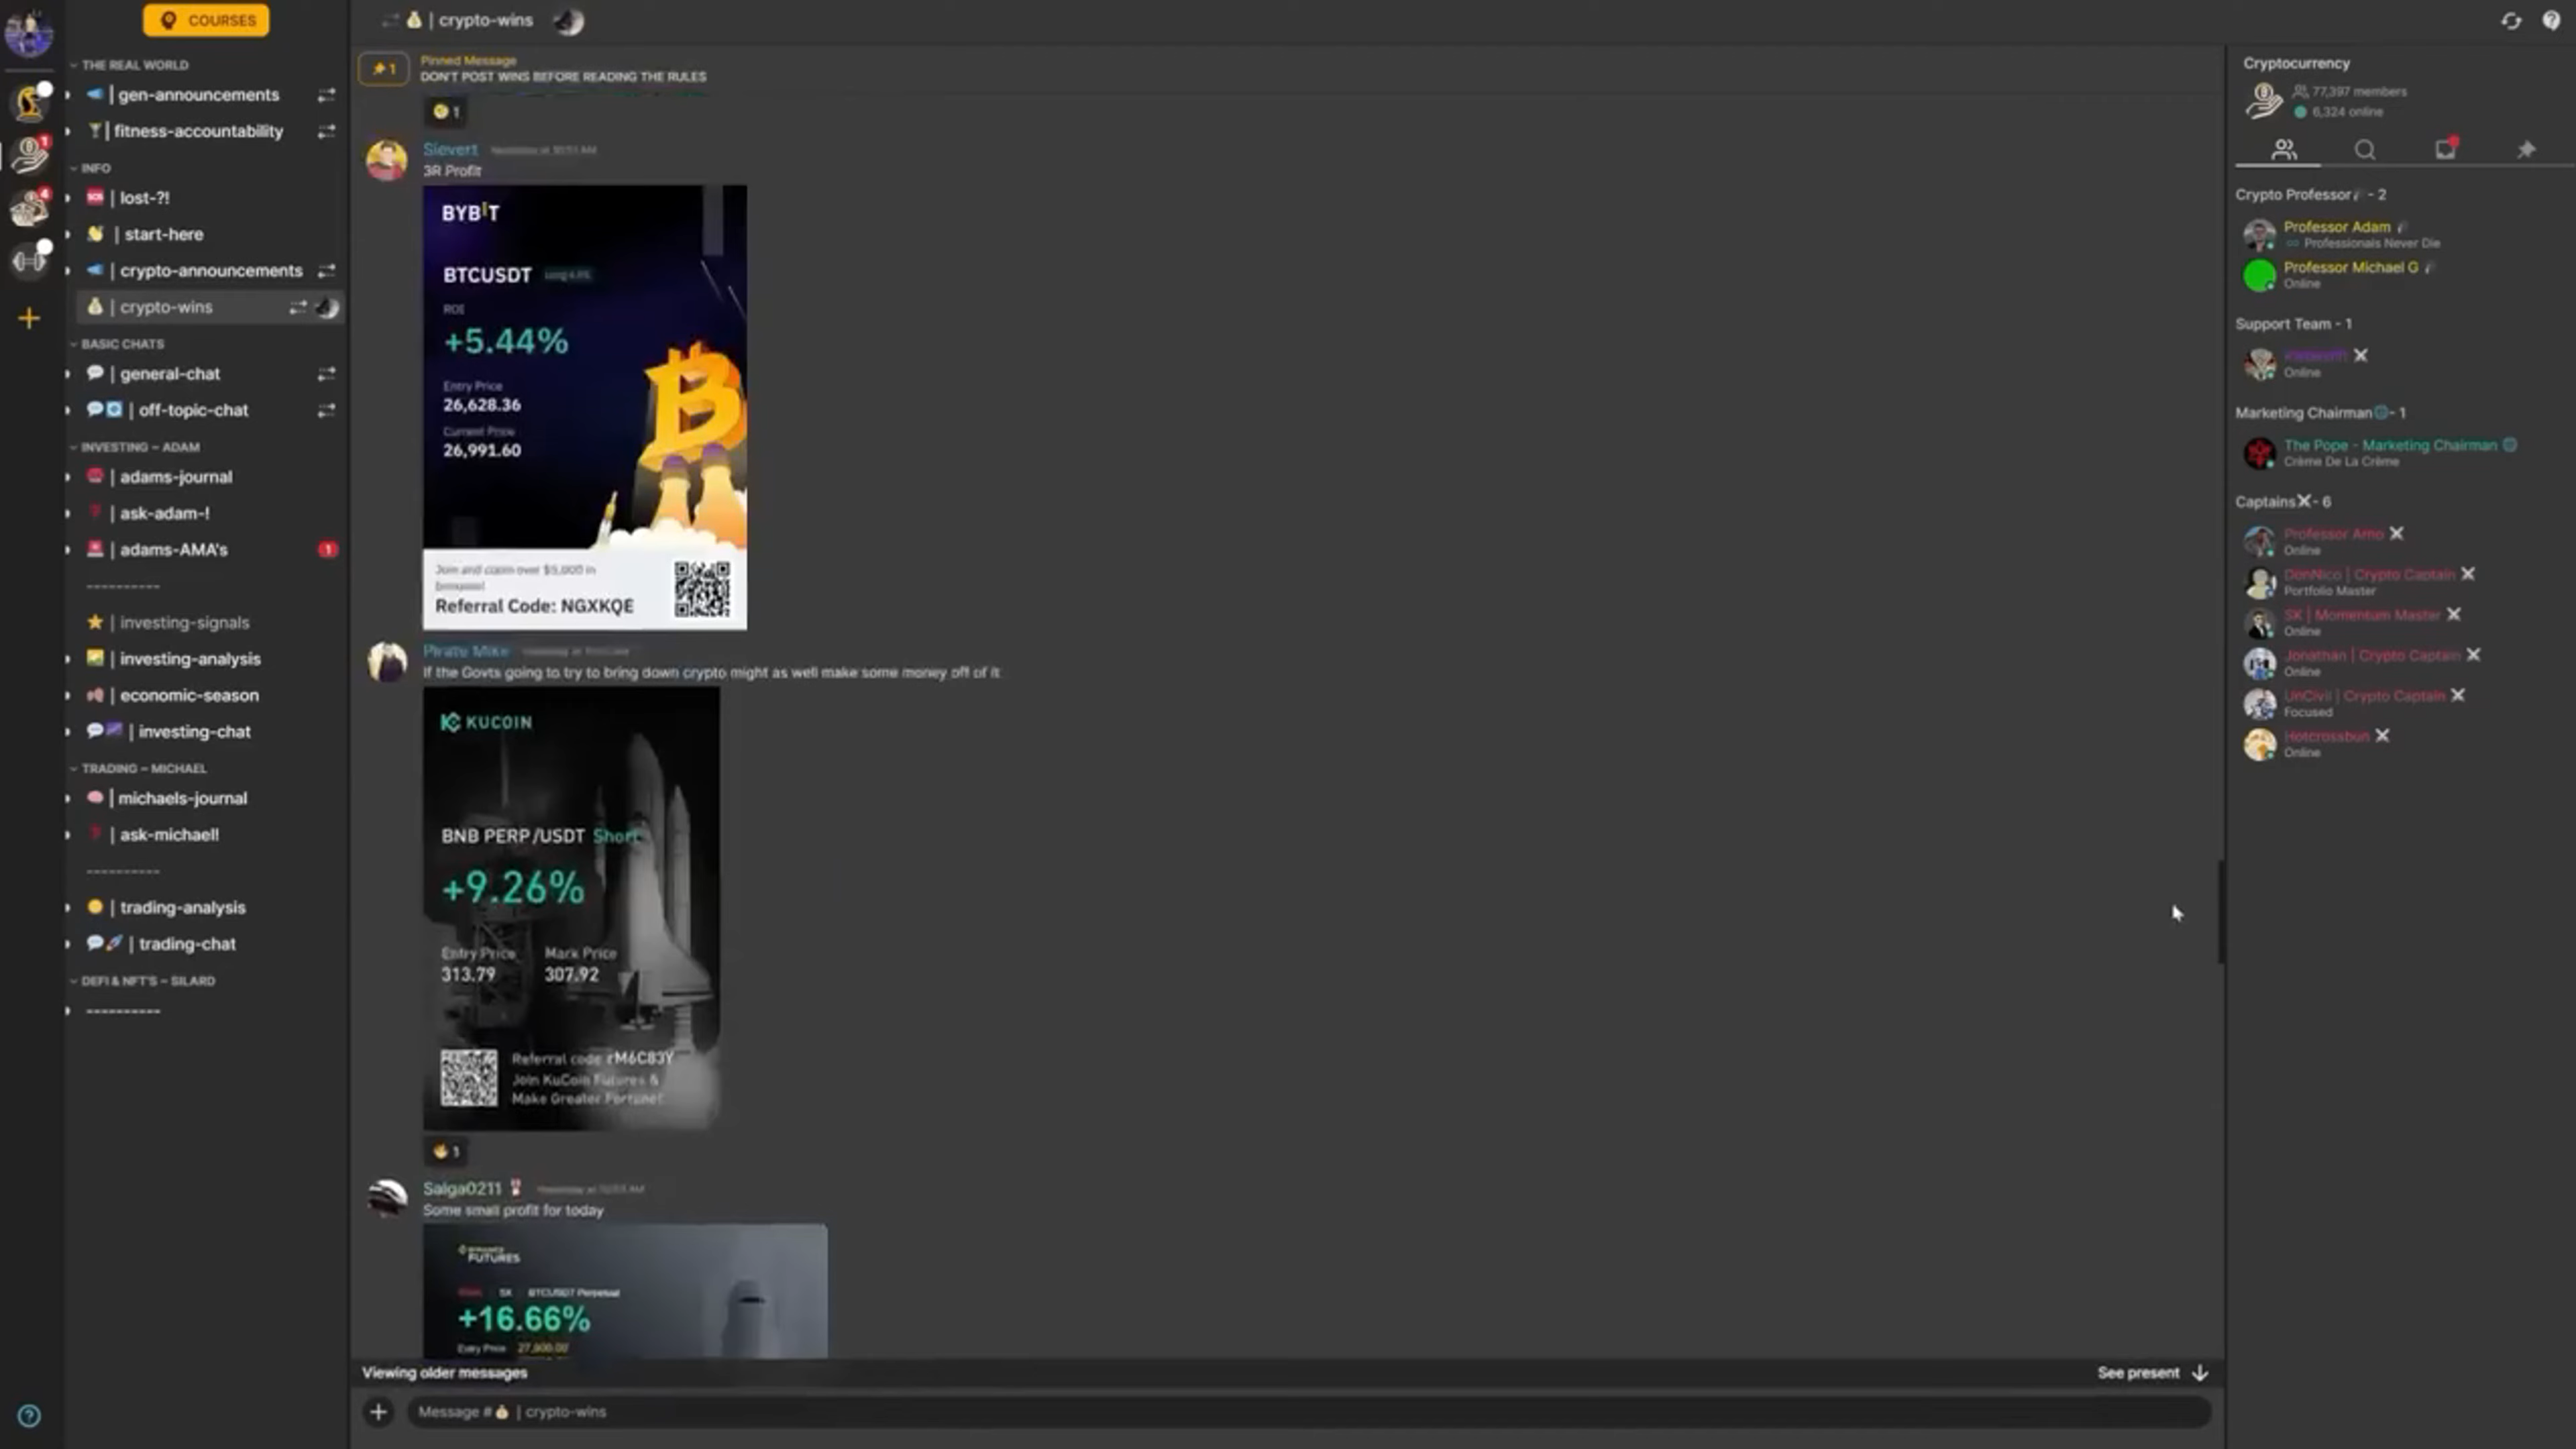 COURSES
THE REAL WORLD
| gen-announcements
| fitness-accountability
INFO
| lost-?!
| start-here
| crypto-announcements
| crypto-wins
BASIC CHATS
| general-chat
| off-topic-chat
INVESTING – ADAM
| adams-journal
| ask-adam-!
| adams-AMA's
1
----------
| investing-signals
| investing-analysis
| economic-season
| investing-chat
TRADING – MICHAEL
| michaels-journal
| ask-michael!
----------
| trading-analysis
| trading-chat
DEFI & NFT'S – SILARD
----------
1
4
| crypto-wins
1
Pinned Message
DON'T POST WINS BEFORE READING THE RULES
1
Sievert
3R Profit
BYBIT
BTCUSDT
ROI
+5.44%
Entry Price
26,628.36
Current Price
26,991.60
Join and claim over $5,000 in
bonuses!
Referral Code: NGXKQE
Pirate Mike
If the Govts going to try to bring down crypto might as well make some money off of it
KUCOIN
BNB PERP/USDT Short
+9.26%
Entry Price Mark Price
313.79 307.92
Referral code rM6C83Y
Join KuCoin Futures &
Make Greater Fortune!
1
Salga0211
Some small profit for today
BINANCE
FUTURES
5X BTCUSDT Perpetual
+16.66%
Entry Price
Viewing older messages
See present
Message # | crypto-wins
Cryptocurrency
77,397 members
6,324 online
Crypto Professor - 2
Professor Adam
Professionals Never Die
Professor Michael G
Online
Support Team - 1
Online
Marketing Chairman - 1
The Pope - Marketing Chairman
Crème De La Crème
Captains - 6
Professor Arno
Online
DonNico | Crypto Captain
Portfolio Master
SK | Momentum Master
Online
Jonathan | Crypto Captain
Online
UnCivil | Crypto Captain
Focused
Hotcrossbun
Online